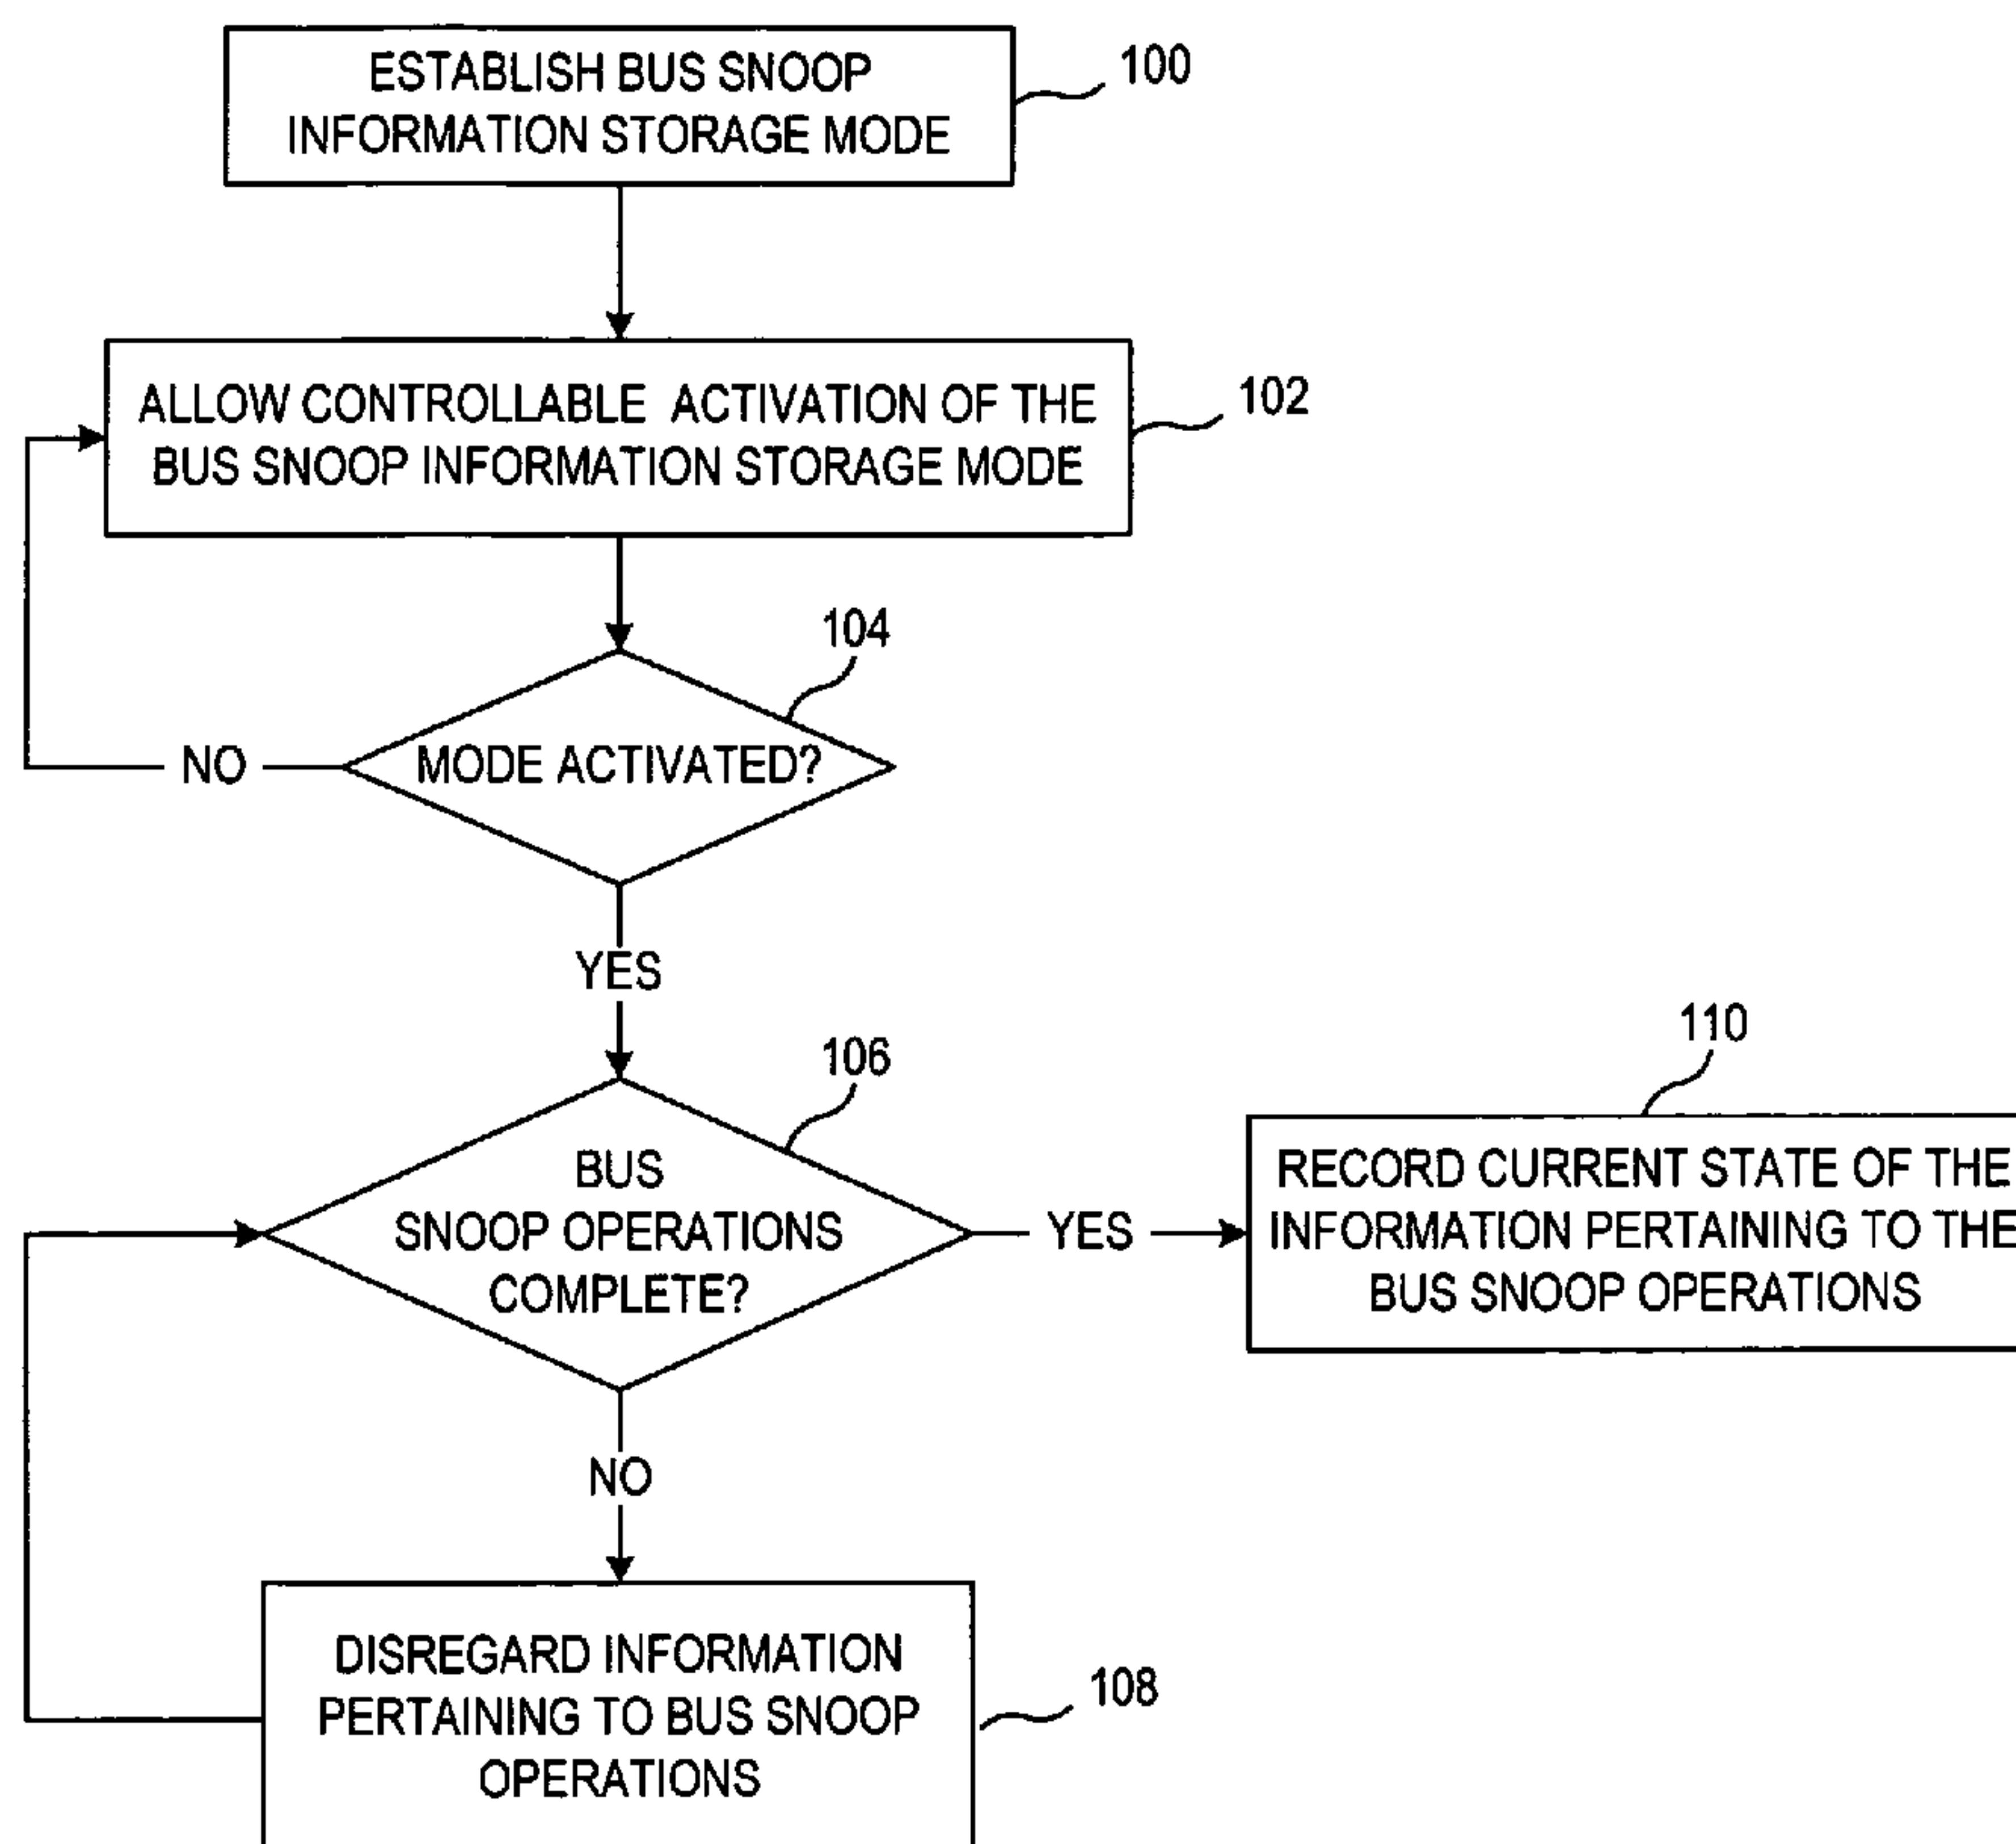 ESTABLISH BUS SNOOP
INFORMATION STORAGE MODE
100
ALLOW CONTROLLABLE ACTIVATION OF THE
BUS SNOOP INFORMATION STORAGE MODE
102
104
MODE ACTIVATED?
NO
YES
106
BUS
SNOOP OPERATIONS
COMPLETE?
YES
110
RECORD CURRENT STATE OF THE
INFORMATION PERTAINING TO THE
BUS SNOOP OPERATIONS
NO
DISREGARD INFORMATION
PERTAINING TO BUS SNOOP
OPERATIONS
108